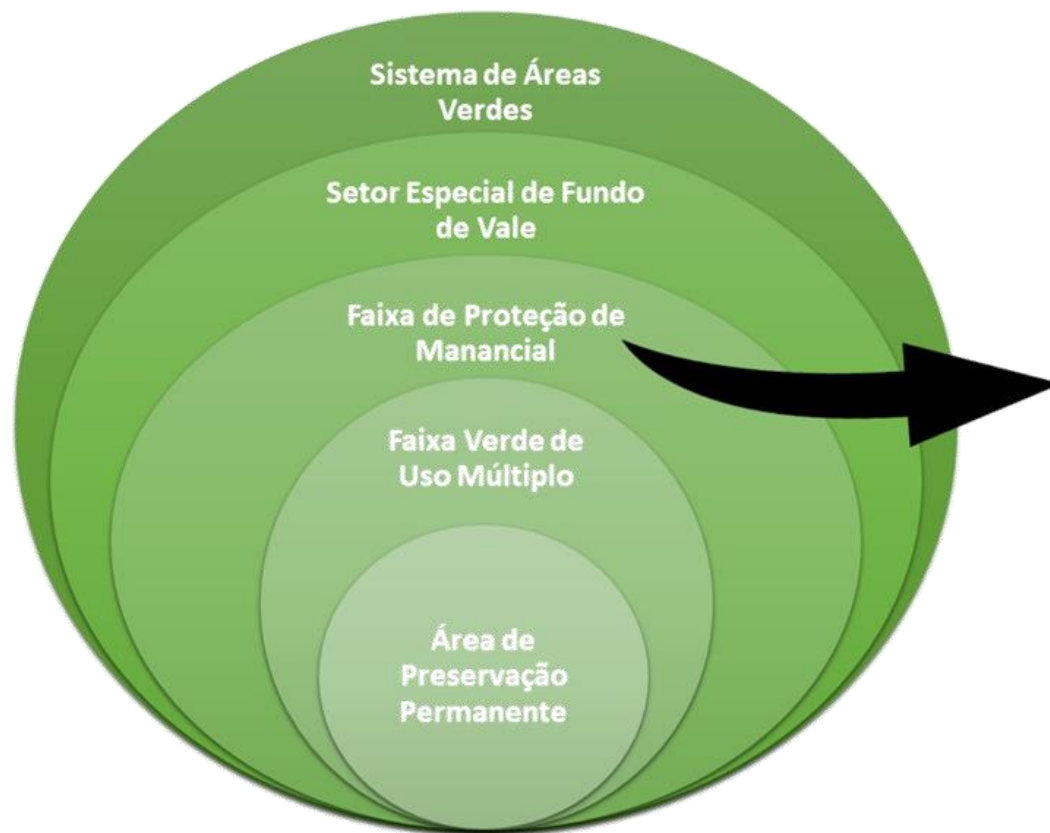 Sistema de Áreas
Verdes
Setor Especial de Fundo
de Vale
Faixa de Proteção de
Manancial
Faixa Verde de
Uso Múltiplo
Área de
Preservação
Permanente